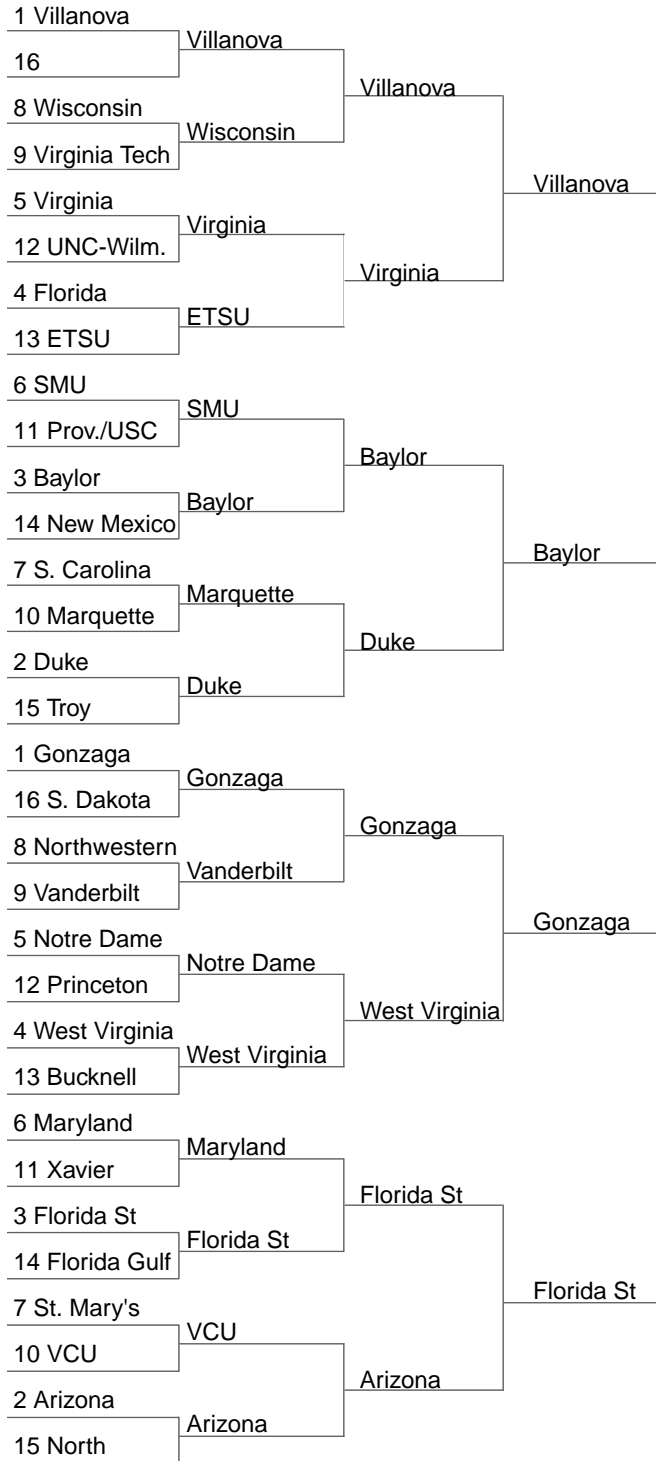 1 Villanova
16
8 Wisconsin
9 Virginia Tech
5 Virginia
12 UNC-Wilm.
4 Florida
13 ETSU
6 SMU
11 Prov./USC
3 Baylor
14 New Mexico
7 S. Carolina
10 Marquette
2 Duke
15 Troy
1 Gonzaga
16 S. Dakota
8 Northwestern
9 Vanderbilt
5 Notre Dame
12 Princeton
4 West Virginia
13 Bucknell
6 Maryland
11 Xavier
3 Florida St
14 Florida Gulf
7 St. Mary's
10 VCU
2 Arizona
15 North
Villanova
Wisconsin
Virginia
ETSU
SMU
Baylor
Marquette
Duke
Gonzaga
Vanderbilt
Notre Dame
West Virginia
Maryland
Florida St
VCU
Arizona
Villanova
Virginia
Baylor
Duke
Gonzaga
West Virginia
Florida St
Arizona
Villanova
Baylor
Gonzaga
Florida St